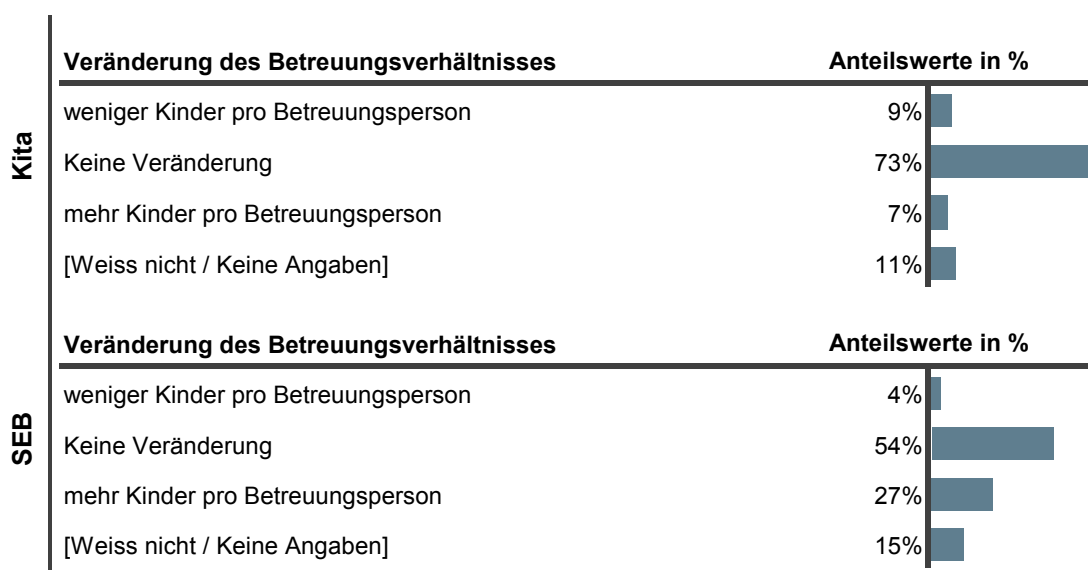 Kita
Veränderung des Betreuungsverhältnisses Anteilswerte in %
weniger Kinder pro Betreuungsperson 9%
Keine Veränderung 73%
mehr Kinder pro Betreuungsperson 7%
[Weiss nicht / Keine Angaben] 11%
SEB
Veränderung des Betreuungsverhältnisses Anteilswerte in %
weniger Kinder pro Betreuungsperson 4%
Keine Veränderung 54%
mehr Kinder pro Betreuungsperson 27%
[Weiss nicht / Keine Angaben] 15%